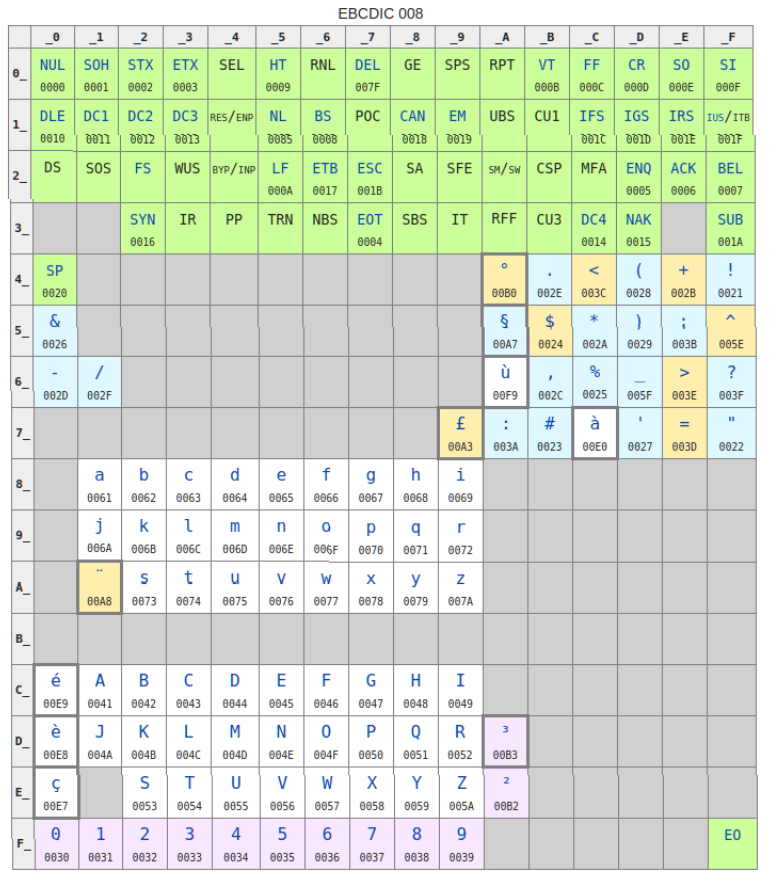 EBCDIC 008
_0 _1 _2 _3 _4 _5 _6 _7 _8 _9 _A _B _C _D _E _F
0_ NUL SOH STX ETX SEL HT RNL DEL GE SPS RPT VT FF CR SO SI
0000 0001 0002 0003 0009 007F 000B 000C 000D 000E 000F
1_ DLE DC1 DC2 DC3 RES/ENP NL BS POC CAN EM UBS CU1 IFS IGS IRS IUS/ITB
0010 0011 0012 0013 0085 0008 0018 0019 001C 001D 001E 001F
2_ DS SOS FS WUS BYP/INP LF ETB ESC SA SFE SM/SW CSP MFA ENQ ACK BEL
000A 0017 001B 0005 0006 0007
3_ SYN IR PP TRN NBS EOT SBS IT RFF CU3 DC4 NAK SUB
0016 0004 0014 0015 001A
4_ SP ° . < ( + !
0020 00B0 002E 003C 0028 002B 0021
5_ & § $ * ) ; ^
0026 00A7 0024 002A 0029 003B 005E
6_ - / ù , % _ > ?
002D 002F 00F9 002C 0025 005F 003E 003F
7_ £ : # à ' = "
00A3 003A 0023 00E0 0027 003D 0022
8_ a b c d e f g h i
0061 0062 0063 0064 0065 0066 0067 0068 0069
9_ j k l m n o p q r
006A 006B 006C 006D 006E 006F 0070 0071 0072
A_ ¨ s t u v w x y z
00A8 0073 0074 0075 0076 0077 0078 0079 007A
B_
C_ é A B C D E F G H I
00E9 0041 0042 0043 0044 0045 0046 0047 0048 0049
D_ è J K L M N O P Q R ³
00E8 004A 004B 004C 004D 004E 004F 0050 0051 0052 00B3
E_ ç S T U V W X Y Z ²
00E7 0053 0054 0055 0056 0057 0058 0059 005A 00B2
F_ 0 1 2 3 4 5 6 7 8 9 EO
0030 0031 0032 0033 0034 0035 0036 0037 0038 0039